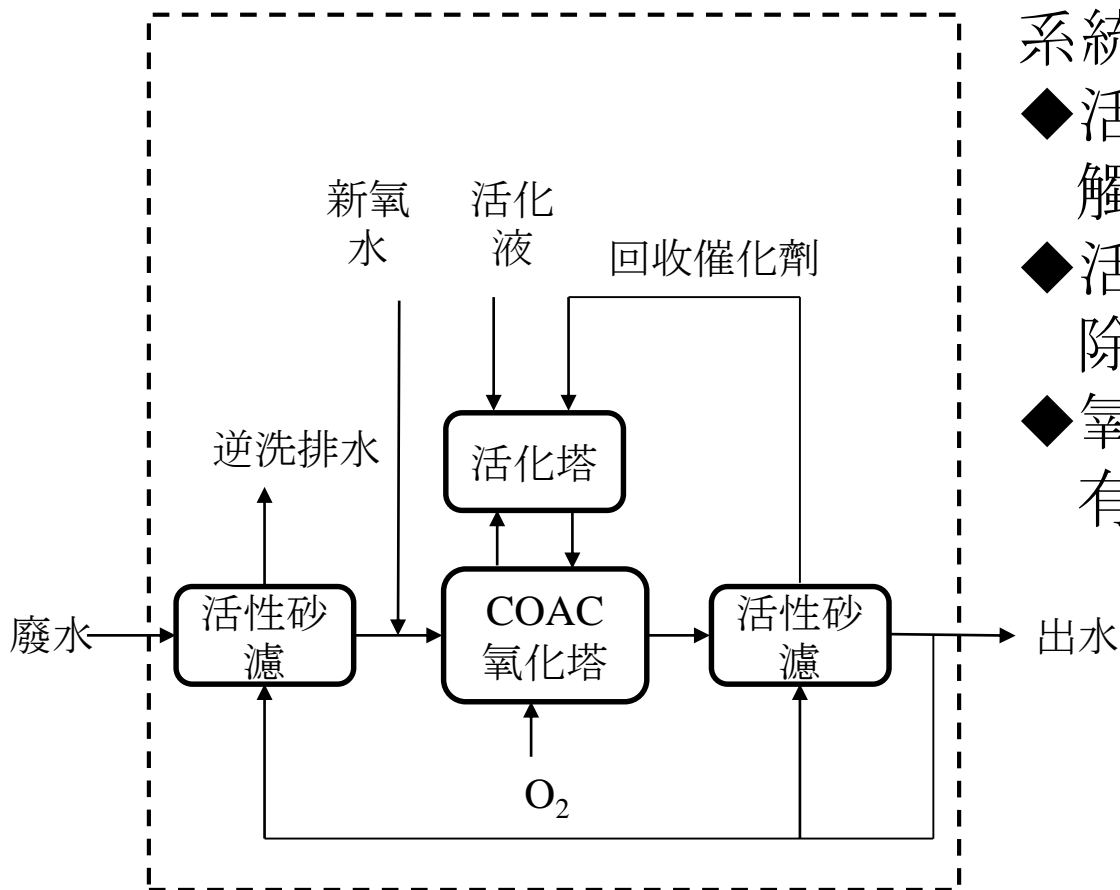 系統
◆活
觸
◆活
除
◆氧
有
新氧
水
活化
液
回收催化劑
逆洗排水
活化塔
廢水
活性砂
濾
COAC
氧化塔
活性砂
濾
出水
O₂